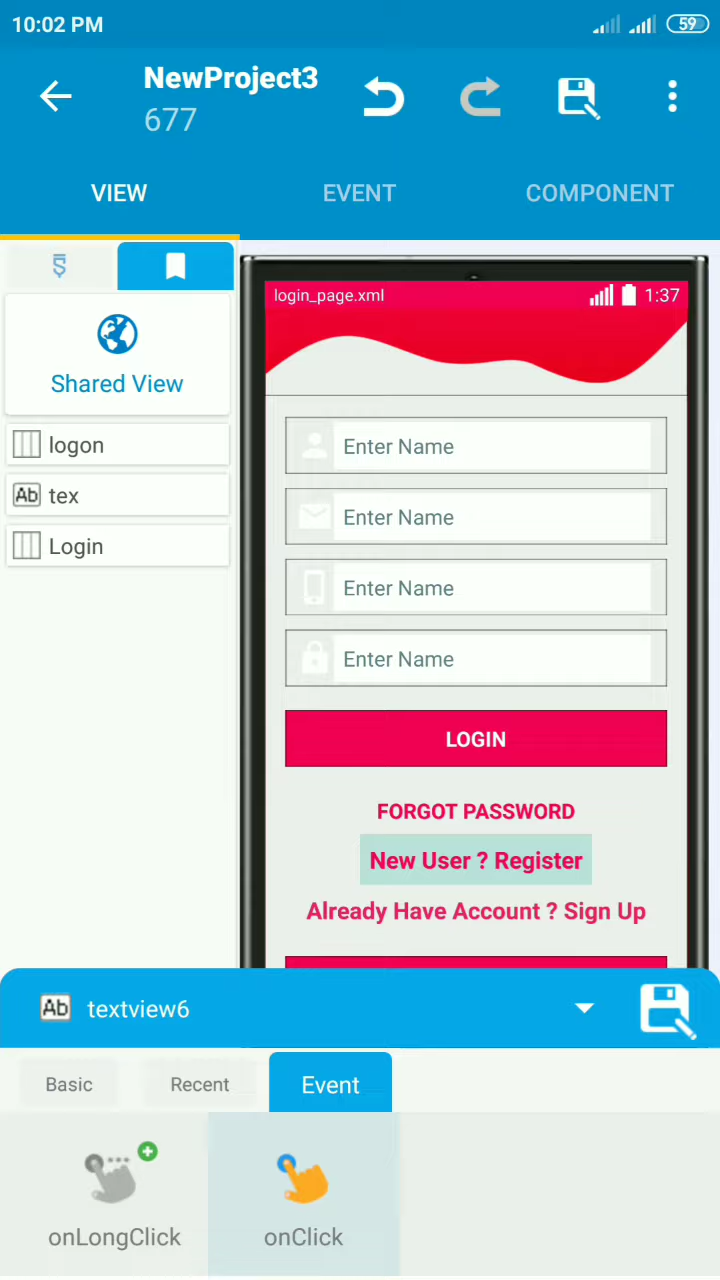 10:02 PM
59
NewProject3
677
VIEW
EVENT
COMPONENT
Shared View
logon
Ab tex
Login
login_page.xml
1:37
Enter Name
Enter Name
Enter Name
Enter Name
LOGIN
FORGOT PASSWORD
New User ? Register
Already Have Account ? Sign Up
Ab textview6
Basic
Recent
Event
onLongClick
onClick